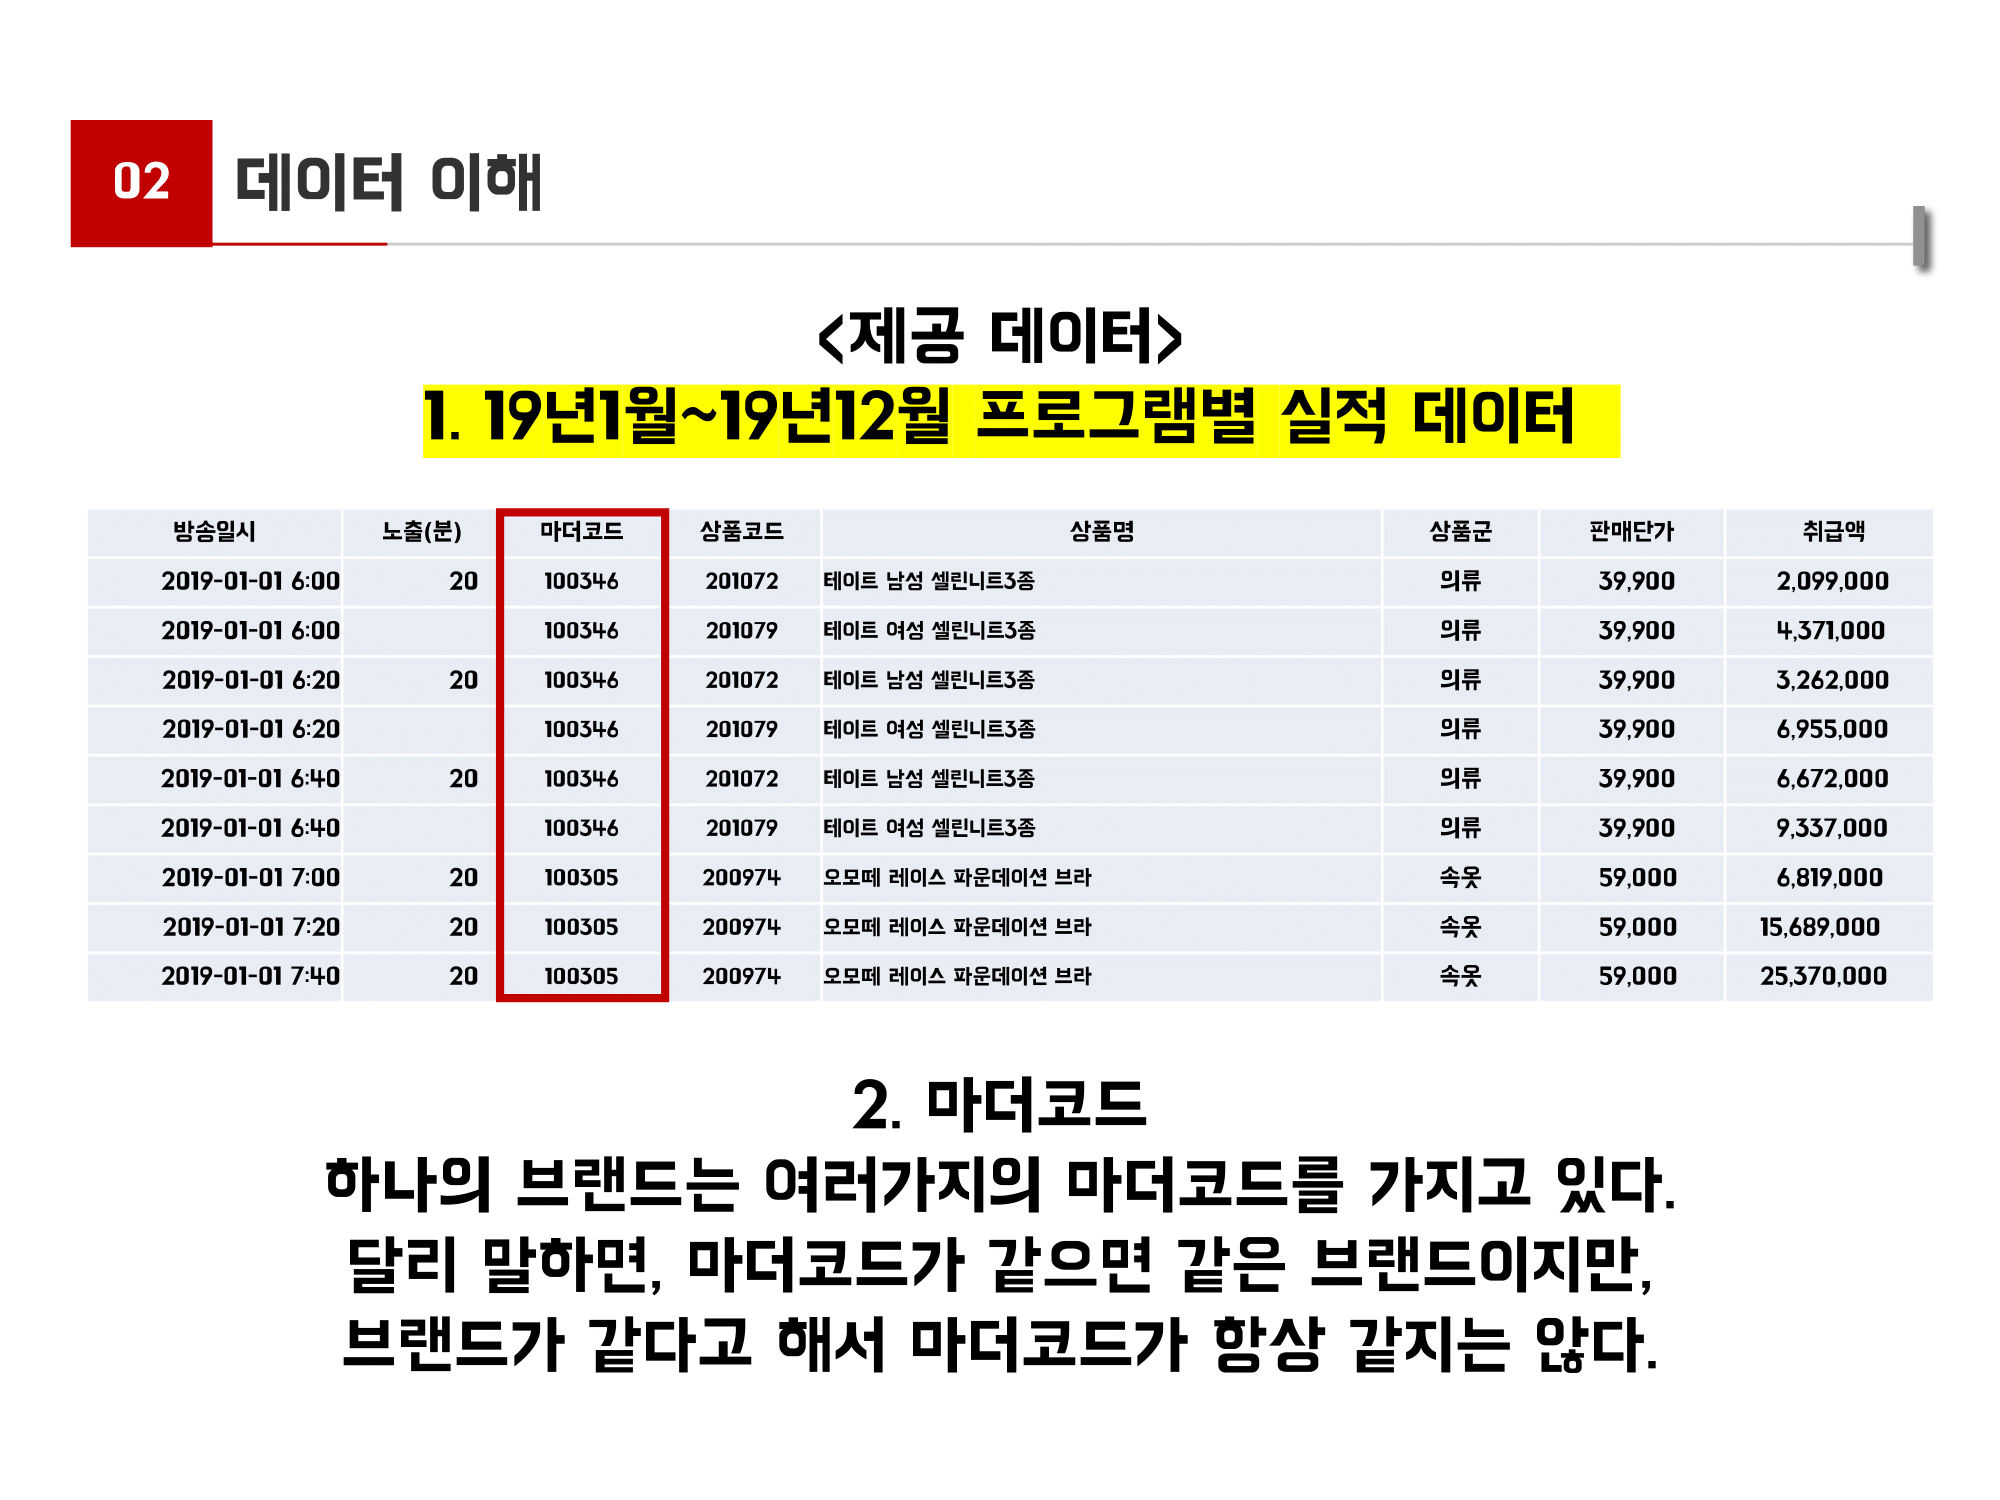 02 데이터 이해
<제공 데이터>
1. 19년1월~19년12월 프로그램별 실적 데이터
방송일시 노출(분) 마더코드 상품코드 상품명 상품군 판매단가 취급액
2019-01-01 6:00 20 100346 201072 테이트 남성 셀린니트3종 의류 39,900 2,099,000
2019-01-01 6:00 100346 201079 테이트 여성 셀린니트3종 의류 39,900 4,371,000
2019-01-01 6:20 20 100346 201072 테이트 남성 셀린니트3종 의류 39,900 3,262,000
2019-01-01 6:20 100346 201079 테이트 여성 셀린니트3종 의류 39,900 6,955,000
2019-01-01 6:40 20 100346 201072 테이트 남성 셀린니트3종 의류 39,900 6,672,000
2019-01-01 6:40 100346 201079 테이트 여성 셀린니트3종 의류 39,900 9,337,000
2019-01-01 7:00 20 100305 200974 오모떼 레이스 파운데이션 브라 속옷 59,000 6,819,000
2019-01-01 7:20 20 100305 200974 오모떼 레이스 파운데이션 브라 속옷 59,000 15,689,000
2019-01-01 7:40 20 100305 200974 오모떼 레이스 파운데이션 브라 속옷 59,000 25,370,000
2. 마더코드
하나의 브랜드는 여러가지의 마더코드를 가지고 있다.
달리 말하면, 마더코드가 같으면 같은 브랜드이지만,
브랜드가 같다고 해서 마더코드가 항상 같지는 않다.